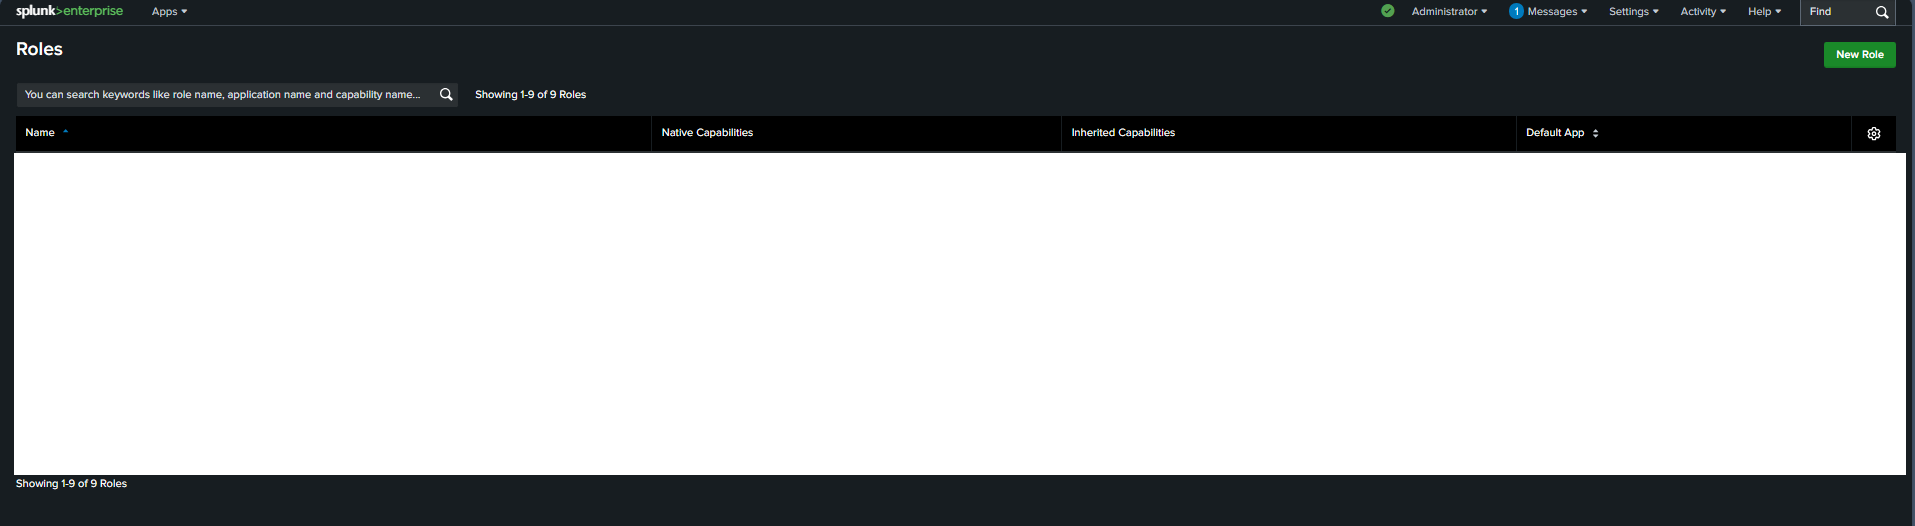 splunk>enterprise Apps Administrator 1 Messages Settings Activity Help Find
Roles
New Role
You can search keywords like role name, application name and capability name... Showing 1-9 of 9 Roles
Name Native Capabilities Inherited Capabilities Default App
Showing 1-9 of 9 Roles